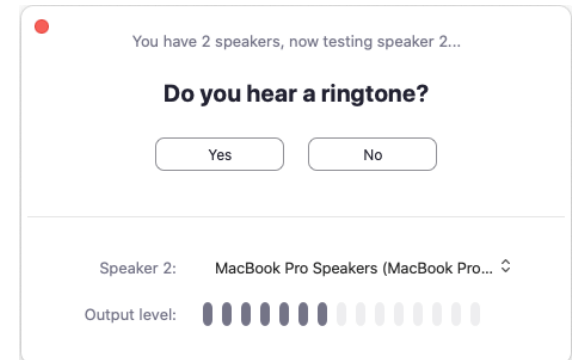 You have 2 speakers, now testing speaker 2...
Do you hear a ringtone?
Yes No
Speaker 2: MacBook Pro Speakers (MacBook Pro...
Output level: